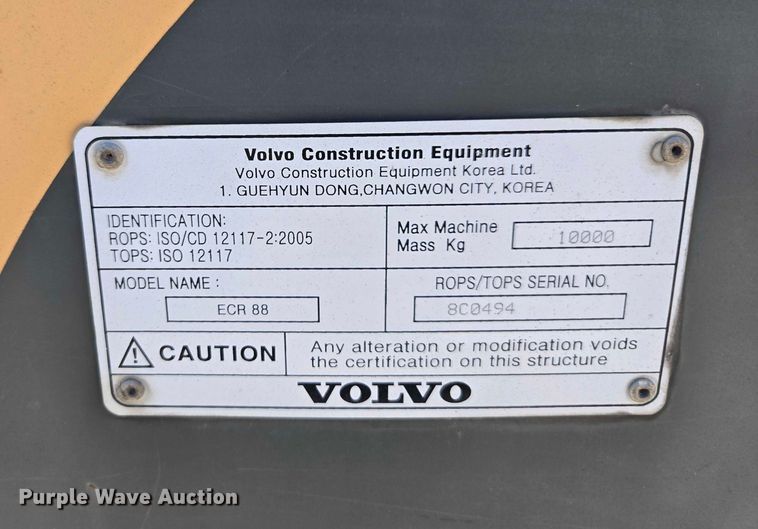 Volvo Construction Equipment
Volvo Construction Equipment Korea Ltd.
1. GUEHYUN DONG,CHANGWON CITY, KOREA
IDENTIFICATION:
ROPS: ISO/CD 12117-2:2005
TOPS: ISO 12117
Max Machine
Mass Kg
10000
MODEL NAME :
ECR 88
ROPS/TOPS SERIAL NO.
8C0494
CAUTION
Any alteration or modification voids
the certification on this structure
VOLVO
Purple Wave Auction